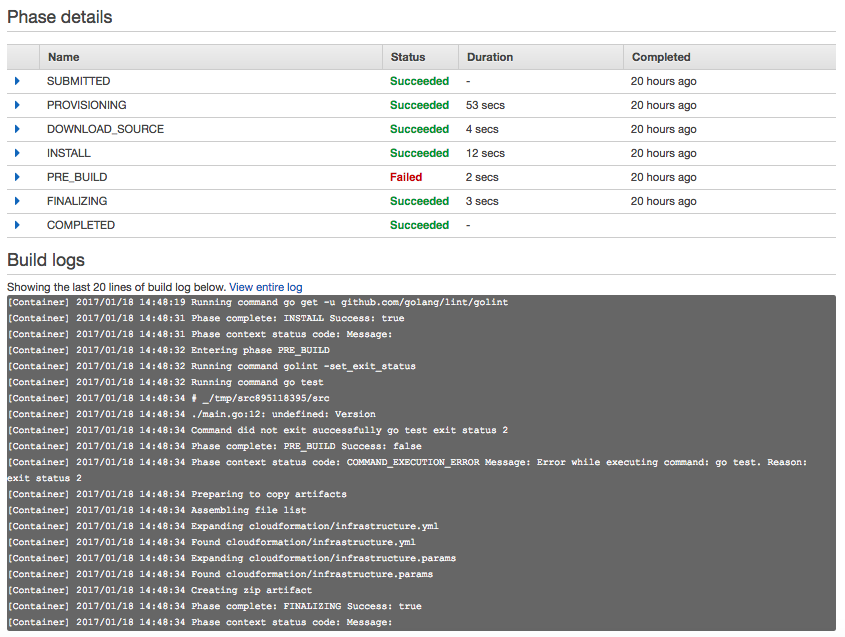 Phase details
Name Status Duration Completed
SUBMITTED Succeeded - 20 hours ago
PROVISIONING Succeeded 53 secs 20 hours ago
DOWNLOAD_SOURCE Succeeded 4 secs 20 hours ago
INSTALL Succeeded 12 secs 20 hours ago
PRE_BUILD Failed 2 secs 20 hours ago
FINALIZING Succeeded 3 secs 20 hours ago
COMPLETED Succeeded -
Build logs
Showing the last 20 lines of build log below. View entire log
[Container] 2017/01/18 14:48:19 Running command go get -u github.com/golang/lint/golint
[Container] 2017/01/18 14:48:31 Phase complete: INSTALL Success: true
[Container] 2017/01/18 14:48:31 Phase context status code: Message:
[Container] 2017/01/18 14:48:32 Entering phase PRE_BUILD
[Container] 2017/01/18 14:48:32 Running command golint -set_exit_status
[Container] 2017/01/18 14:48:32 Running command go test
[Container] 2017/01/18 14:48:34 # _/tmp/src895118395/src
[Container] 2017/01/18 14:48:34 ./main.go:12: undefined: Version
[Container] 2017/01/18 14:48:34 Command did not exit successfully go test exit status 2
[Container] 2017/01/18 14:48:34 Phase complete: PRE_BUILD Success: false
[Container] 2017/01/18 14:48:34 Phase context status code: COMMAND_EXECUTION_ERROR Message: Error while executing command: go test. Reason:
exit status 2
[Container] 2017/01/18 14:48:34 Preparing to copy artifacts
[Container] 2017/01/18 14:48:34 Assembling file list
[Container] 2017/01/18 14:48:34 Expanding cloudformation/infrastructure.yml
[Container] 2017/01/18 14:48:34 Found cloudformation/infrastructure.yml
[Container] 2017/01/18 14:48:34 Expanding cloudformation/infrastructure.params
[Container] 2017/01/18 14:48:34 Found cloudformation/infrastructure.params
[Container] 2017/01/18 14:48:34 Creating zip artifact
[Container] 2017/01/18 14:48:34 Phase complete: FINALIZING Success: true
[Container] 2017/01/18 14:48:34 Phase context status code: Message: